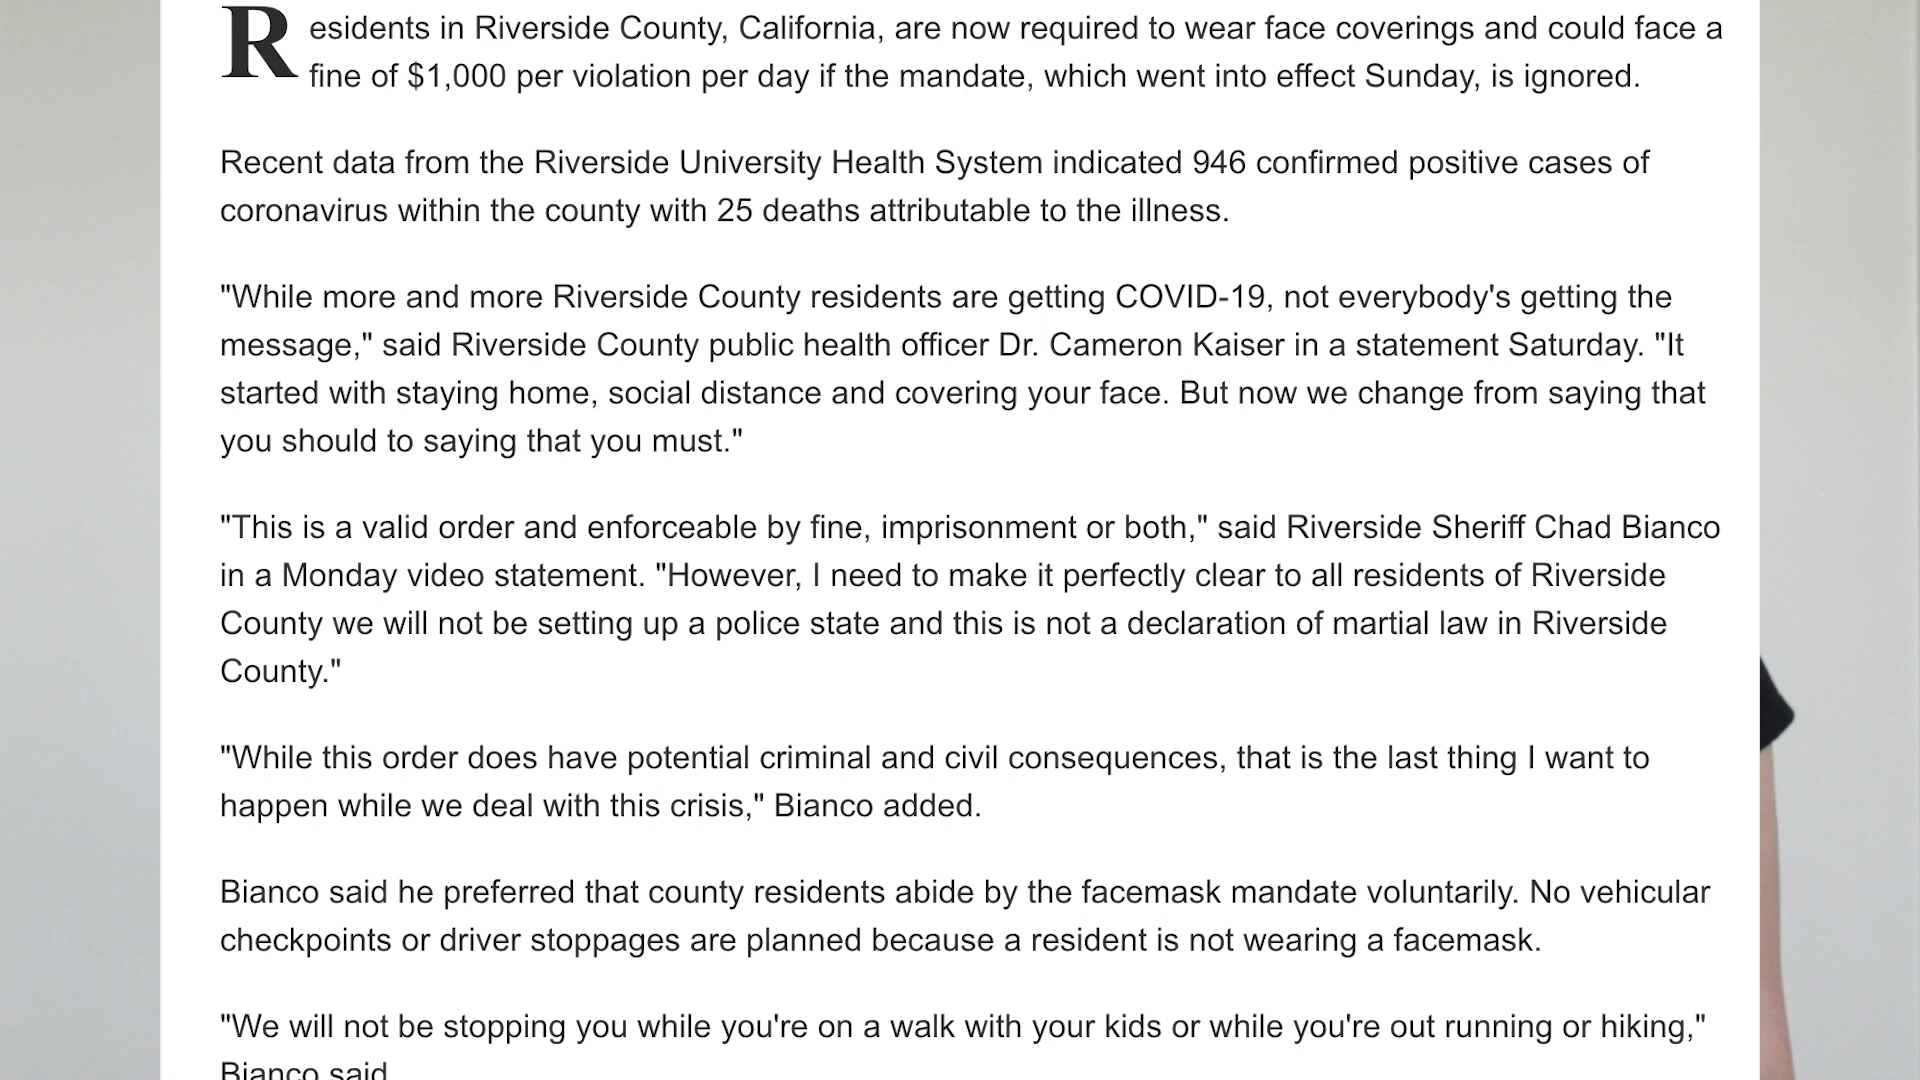 Residents in Riverside County, California, are now required to wear face coverings and could face a
fine of $1,000 per violation per day if the mandate, which went into effect Sunday, is ignored.
Recent data from the Riverside University Health System indicated 946 confirmed positive cases of
coronavirus within the county with 25 deaths attributable to the illness.
"While more and more Riverside County residents are getting COVID-19, not everybody's getting the
message," said Riverside County public health officer Dr. Cameron Kaiser in a statement Saturday. "It
started with staying home, social distance and covering your face. But now we change from saying that
you should to saying that you must."
"This is a valid order and enforceable by fine, imprisonment or both," said Riverside Sheriff Chad Bianco
in a Monday video statement. "However, I need to make it perfectly clear to all residents of Riverside
County we will not be setting up a police state and this is not a declaration of martial law in Riverside
County."
"While this order does have potential criminal and civil consequences, that is the last thing I want to
happen while we deal with this crisis," Bianco added.
Bianco said he preferred that county residents abide by the facemask mandate voluntarily. No vehicular
checkpoints or driver stoppages are planned because a resident is not wearing a facemask.
"We will not be stopping you while you're on a walk with your kids or while you're out running or hiking,"
Bianco said